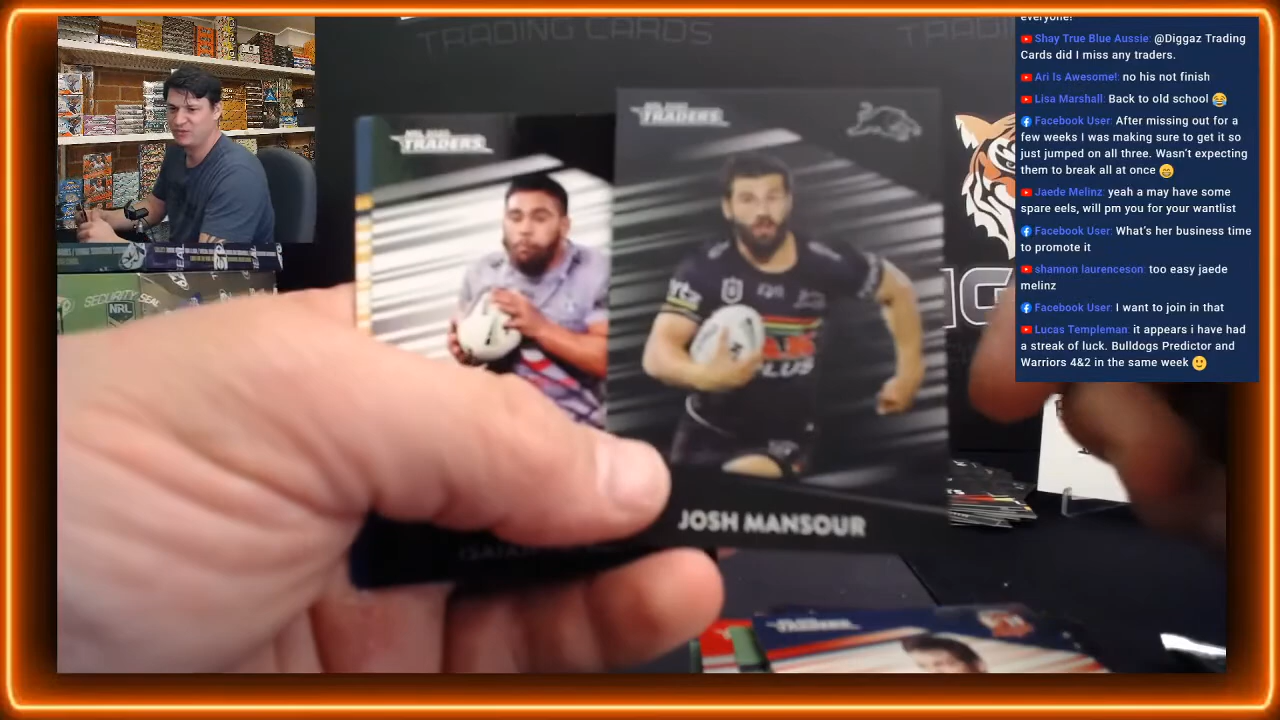 TRADING CARDS
everyone!
Shay True Blue Aussie: @Diggaz Trading
Cards did I miss any traders.
Ari Is Awesome!: no his not finish
Lisa Marshall: Back to old school 😂
Facebook User: After missing out for a
few weeks I was making sure to get it so
just jumped on all three. Wasn't expecting
them to break all at once 😁
Jaede Melinz: yeah a may have some
spare eels, will pm you for your wantlist
Facebook User: What's her business time
to promote it
shannon laurenceson: too easy jaede
melinz
Facebook User: I want to join in that
Lucas Templeman: it appears i have had
a streak of luck. Bulldogs Predictor and
Warriors 4&2 in the same week 🙂
TRADERS
TRADERS
SECURITY SEAL
NRL
JOSH MANSOUR
TRADERS